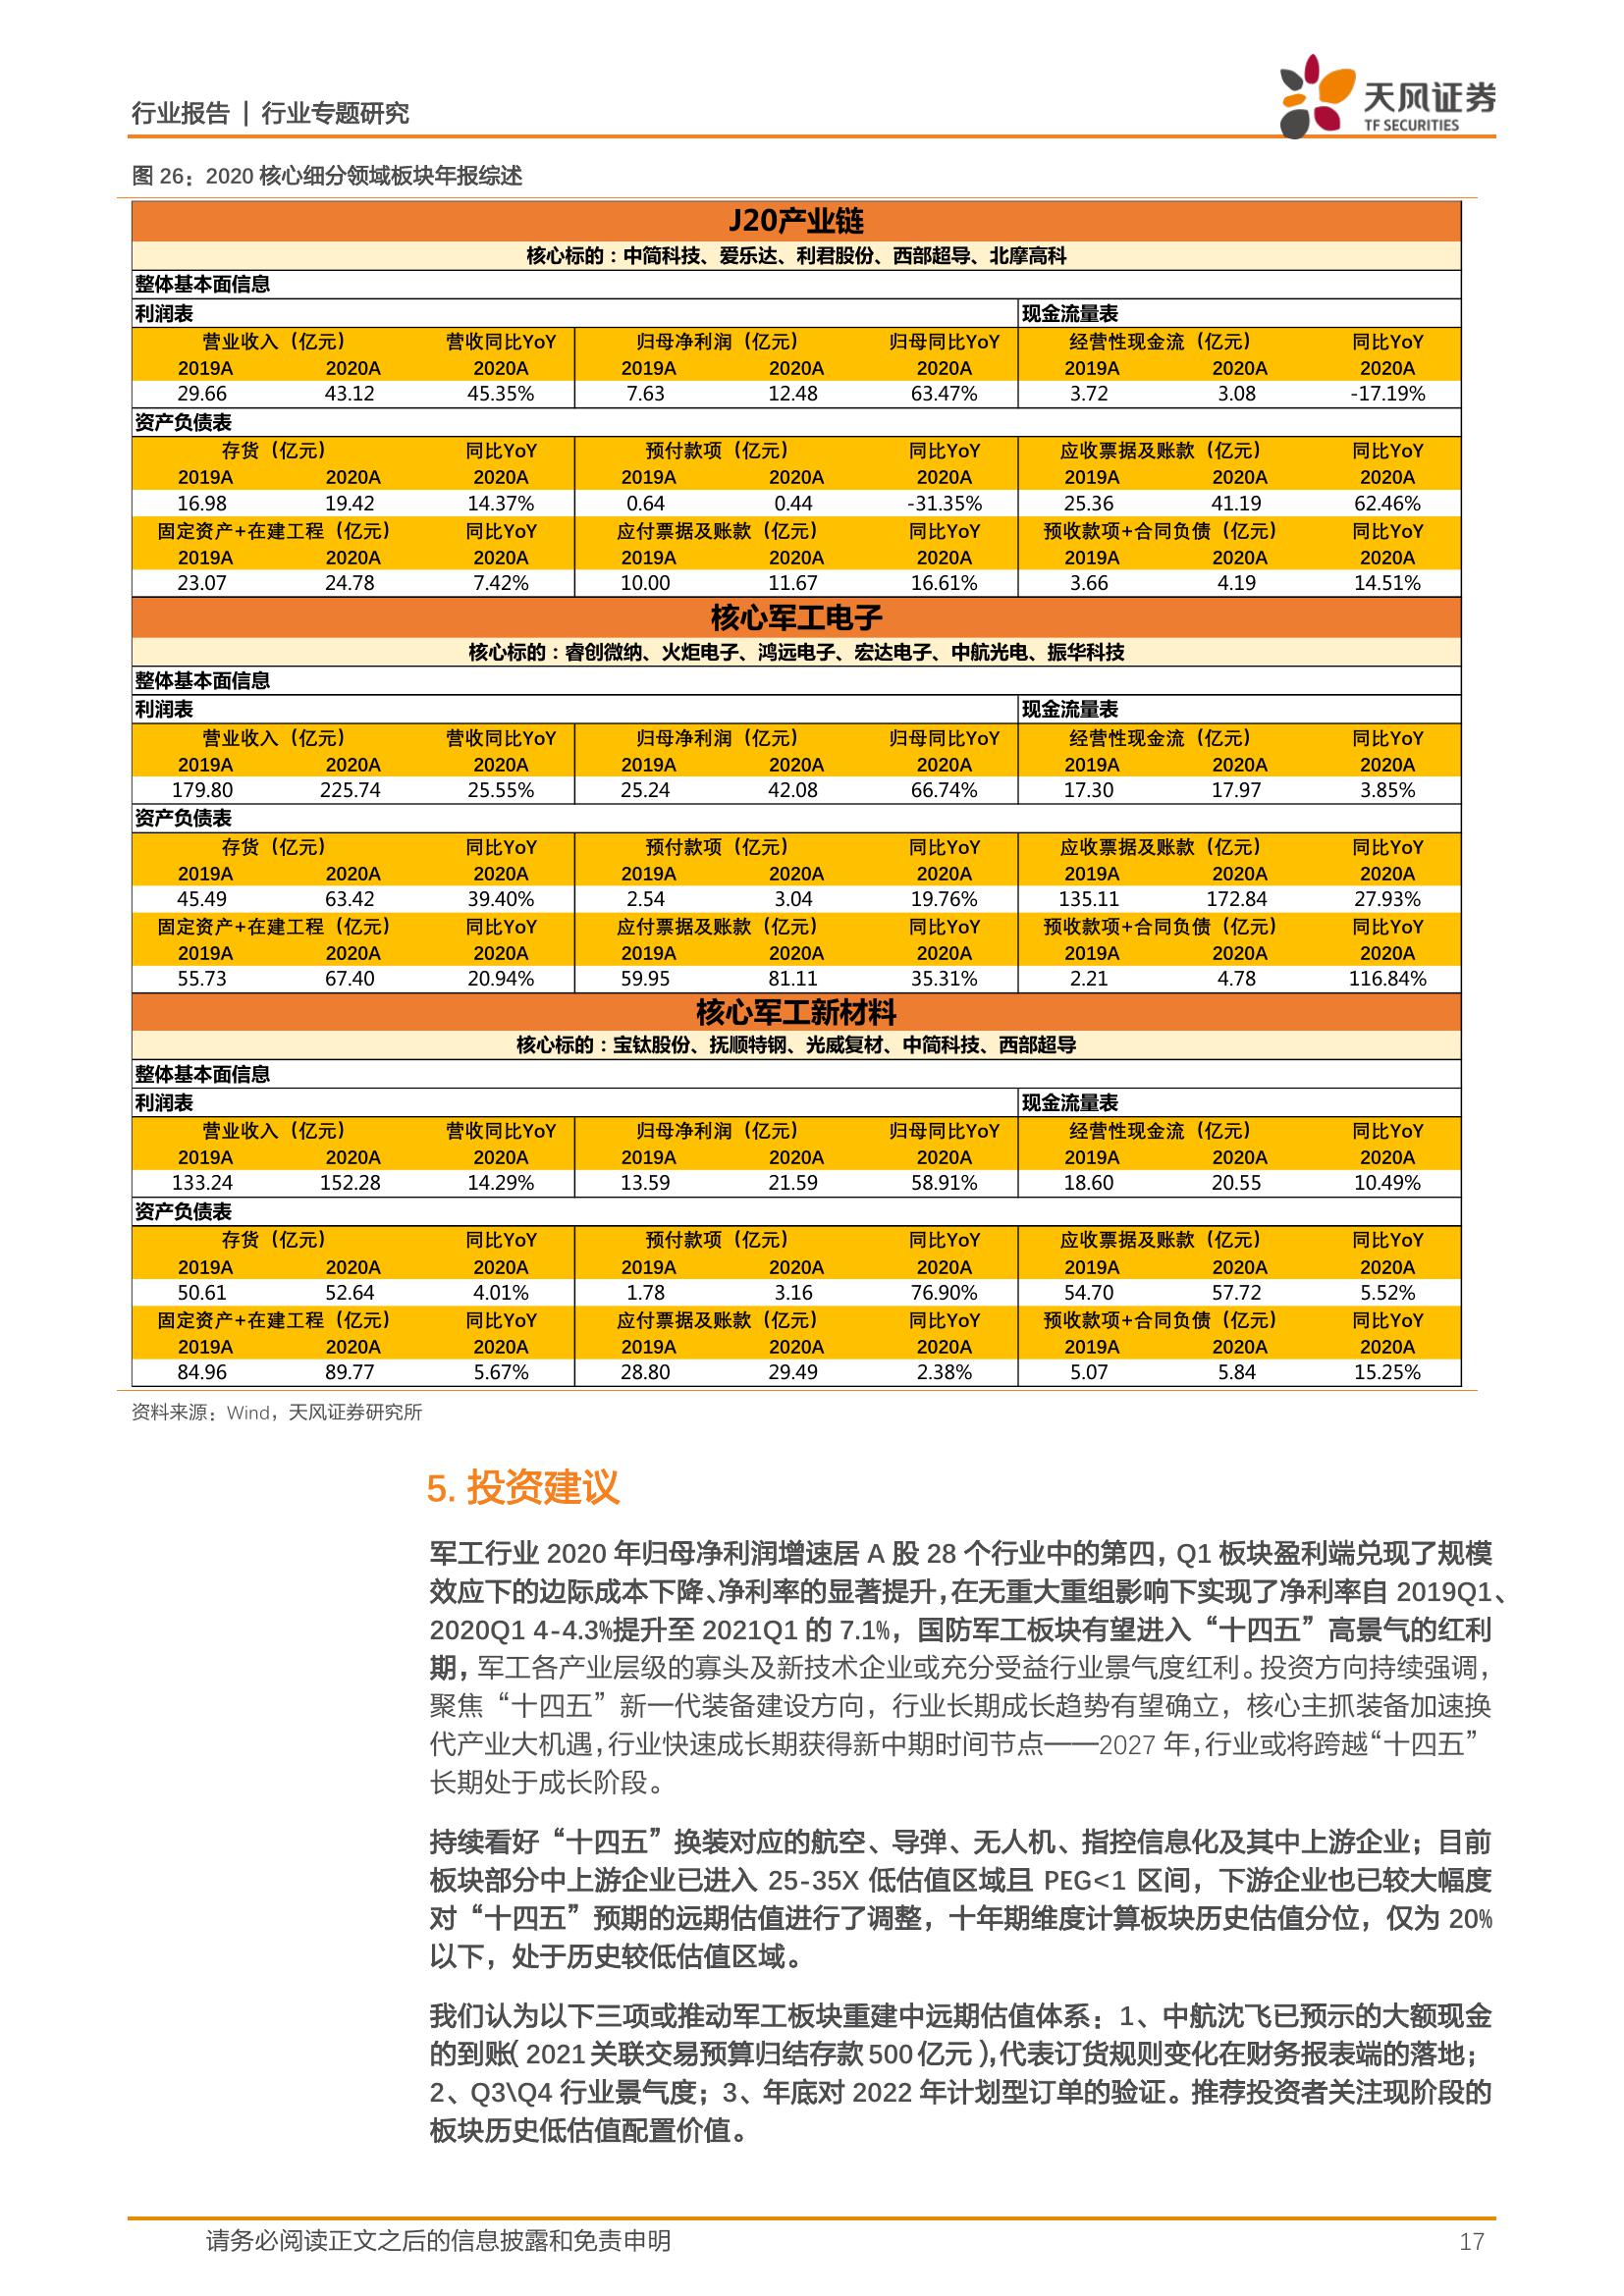 行业报告 | 行业专题研究
天风证券
TF SECURITIES
图 26：2020 核心细分领域板块年报综述
J20产业链
核心标的：中简科技、爱乐达、利君股份、西部超导、北摩高科
整体基本面信息
利润表 现金流量表
营业收入（亿元） 营收同比YoY 归母净利润（亿元） 归母同比YoY 经营性现金流（亿元） 同比YoY
2019A 2020A 2020A 2019A 2020A 2020A 2019A 2020A 2020A
29.66 43.12 45.35% 7.63 12.48 63.47% 3.72 3.08 -17.19%
资产负债表
存货（亿元） 同比YoY 预付款项（亿元） 同比YoY 应收票据及账款（亿元） 同比YoY
2019A 2020A 2020A 2019A 2020A 2020A 2019A 2020A 2020A
16.98 19.42 14.37% 0.64 0.44 -31.35% 25.36 41.19 62.46%
固定资产+在建工程（亿元） 同比YoY 应付票据及账款（亿元） 同比YoY 预收款项+合同负债（亿元） 同比YoY
2019A 2020A 2020A 2019A 2020A 2020A 2019A 2020A 2020A
23.07 24.78 7.42% 10.00 11.67 16.61% 3.66 4.19 14.51%
核心军工电子
核心标的：睿创微纳、火炬电子、鸿远电子、宏达电子、中航光电、振华科技
整体基本面信息
利润表 现金流量表
营业收入（亿元） 营收同比YoY 归母净利润（亿元） 归母同比YoY 经营性现金流（亿元） 同比YoY
2019A 2020A 2020A 2019A 2020A 2020A 2019A 2020A 2020A
179.80 225.74 25.55% 25.24 42.08 66.74% 17.30 17.97 3.85%
资产负债表
存货（亿元） 同比YoY 预付款项（亿元） 同比YoY 应收票据及账款（亿元） 同比YoY
2019A 2020A 2020A 2019A 2020A 2020A 2019A 2020A 2020A
45.49 63.42 39.40% 2.54 3.04 19.76% 135.11 172.84 27.93%
固定资产+在建工程（亿元） 同比YoY 应付票据及账款（亿元） 同比YoY 预收款项+合同负债（亿元） 同比YoY
2019A 2020A 2020A 2019A 2020A 2020A 2019A 2020A 2020A
55.73 67.40 20.94% 59.95 81.11 35.31% 2.21 4.78 116.84%
核心军工新材料
核心标的：宝钛股份、抚顺特钢、光威复材、中简科技、西部超导
整体基本面信息
利润表 现金流量表
营业收入（亿元） 营收同比YoY 归母净利润（亿元） 归母同比YoY 经营性现金流（亿元） 同比YoY
2019A 2020A 2020A 2019A 2020A 2020A 2019A 2020A 2020A
133.24 152.28 14.29% 13.59 21.59 58.91% 18.60 20.55 10.49%
资产负债表
存货（亿元） 同比YoY 预付款项（亿元） 同比YoY 应收票据及账款（亿元） 同比YoY
2019A 2020A 2020A 2019A 2020A 2020A 2019A 2020A 2020A
50.61 52.64 4.01% 1.78 3.16 76.90% 54.70 57.72 5.52%
固定资产+在建工程（亿元） 同比YoY 应付票据及账款（亿元） 同比YoY 预收款项+合同负债（亿元） 同比YoY
2019A 2020A 2020A 2019A 2020A 2020A 2019A 2020A 2020A
84.96 89.77 5.67% 28.80 29.49 2.38% 5.07 5.84 15.25%
资料来源：Wind，天风证券研究所
5. 投资建议
军工行业 2020 年归母净利润增速居 A 股 28 个行业中的第四，Q1 板块盈利端兑现了规模
效应下的边际成本下降、净利率的显著提升，在无重大重组影响下实现了净利率自 2019Q1、
2020Q1 4-4.3%提升至 2021Q1 的 7.1%，国防军工板块有望进入“十四五”高景气的红利
期，军工各产业层级的寡头及新技术企业或充分受益行业景气度红利。投资方向持续强调，
聚焦“十四五”新一代装备建设方向，行业长期成长趋势有望确立，核心主抓装备加速换
代产业大机遇，行业快速成长期获得新中期时间节点——2027 年，行业或将跨越“十四五”
长期处于成长阶段。
持续看好“十四五”换装对应的航空、导弹、无人机、指控信息化及其中上游企业；目前
板块部分中上游企业已进入 25-35X 低估值区域且 PEG<1 区间，下游企业也已较大幅度
对“十四五”预期的远期估值进行了调整，十年期维度计算板块历史估值分位，仅为 20%
以下，处于历史较低估值区域。
我们认为以下三项或推动军工板块重建中远期估值体系：1、中航沈飞已预示的大额现金
的到账（2021 关联交易预算归结存款 500 亿元），代表订货规则变化在财务报表端的落地；
2、Q3\Q4 行业景气度；3、年底对 2022 年计划型订单的验证。推荐投资者关注现阶段的
板块历史低估值配置价值。
请务必阅读正文之后的信息披露和免责申明 17